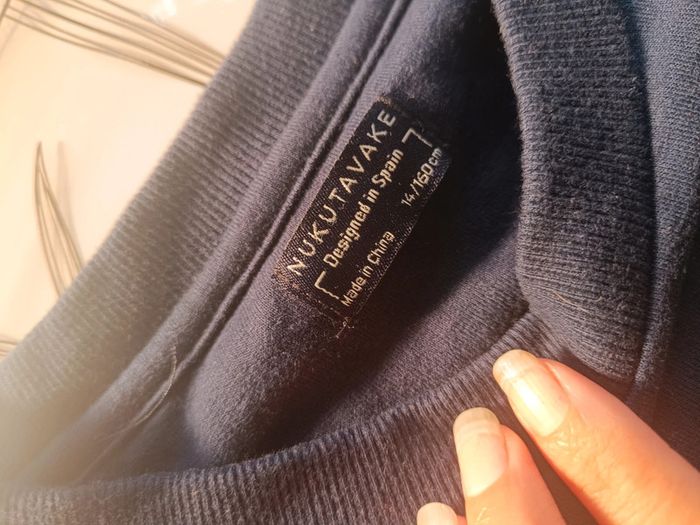 NUKUTAVAKE
Designed in Spain
Made in China 14/160cm